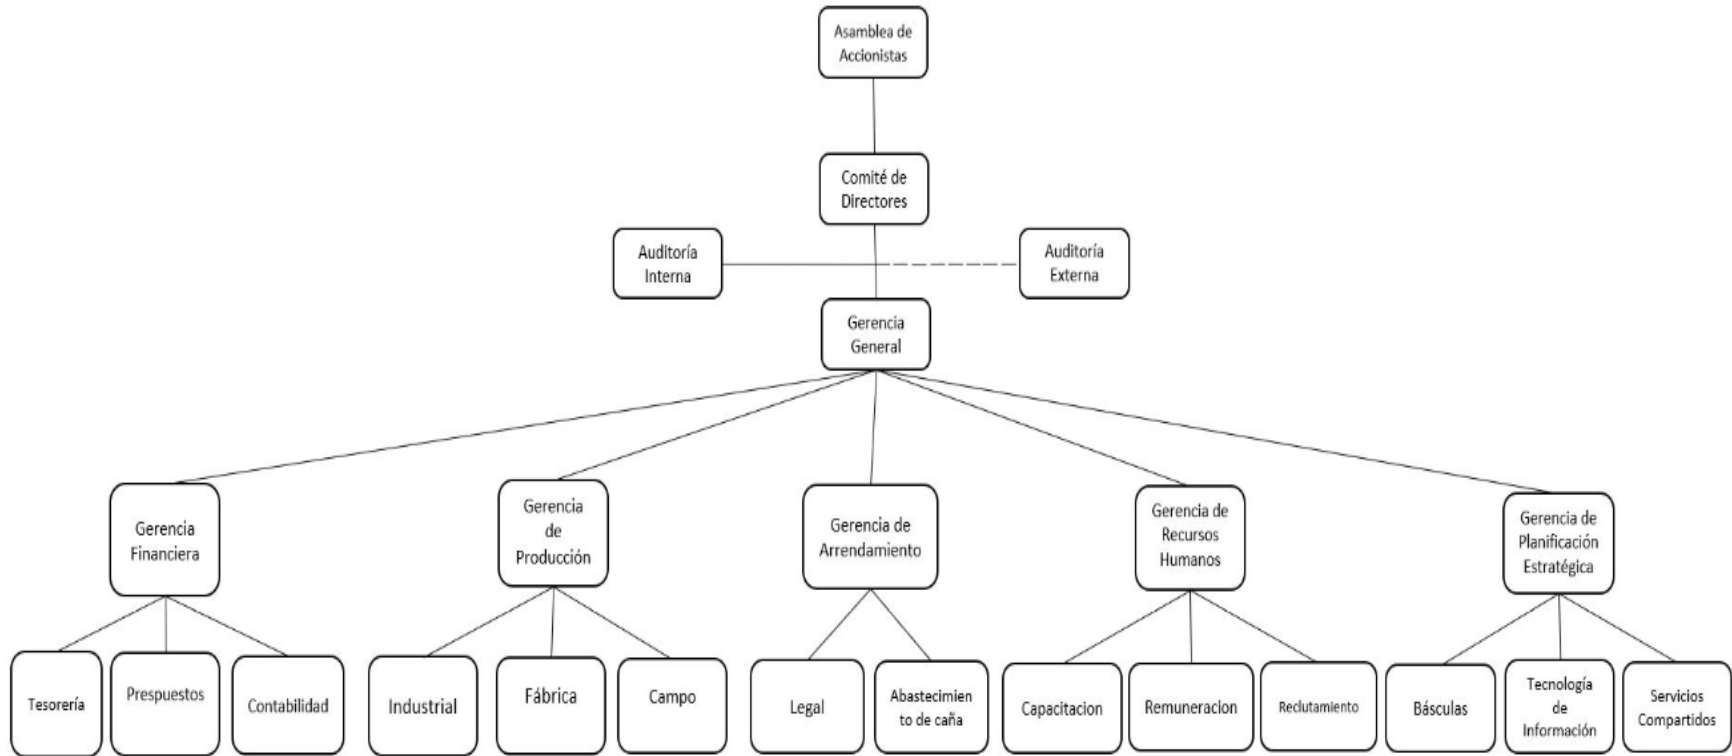 Asamblea de
Accionistas
Comité de
Directores
Auditoría
Interna
Auditoría
Externa
Gerencia
General
Gerencia
Financiera
Gerencia
de
Producción
Gerencia de
Arrendamiento
Gerencia de
Recursos
Humanos
Gerencia de
Planificación
Estratégica
Tesorería
Prespuestos
Contabilidad
Industrial
Fábrica
Campo
Legal
Abastecimien
to de caña
Capacitacion
Remuneracion
Reclutamiento
Básculas
Tecnología
de
Información
Servicios
Compartidos